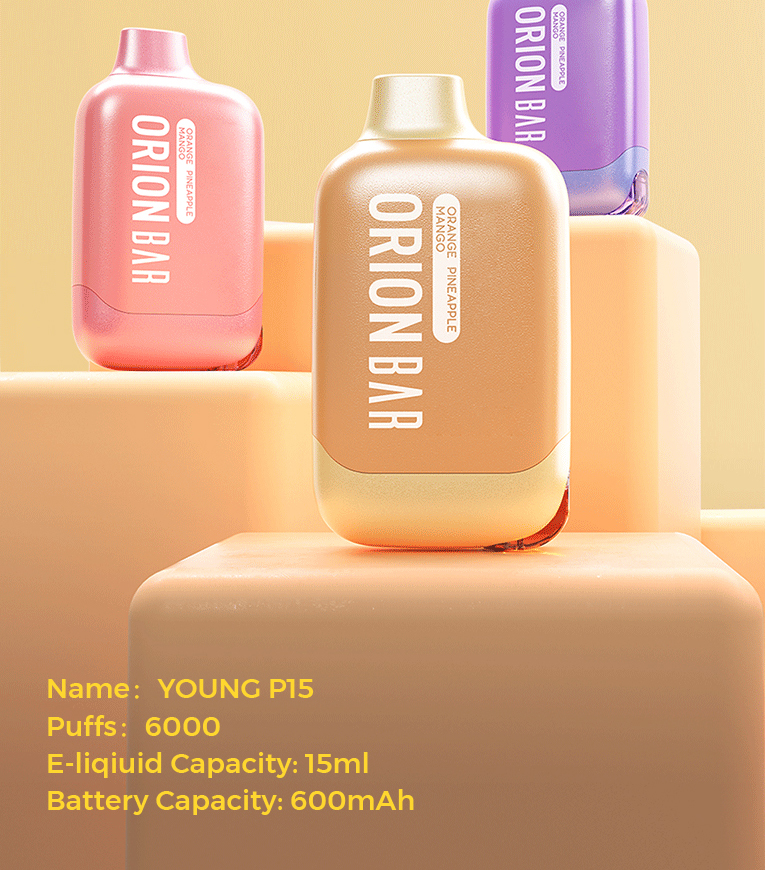 ORION BAR
ORANGE PINEAPPLE
MANGO
ORION BAR
ORANGE PINEAPPLE
MANGO
ORION BAR
ORANGE PINEAPPLE
MANGO
Name： YOUNG P15
Puffs： 6000
E-liqiuid Capacity: 15ml
Battery Capacity: 600mAh